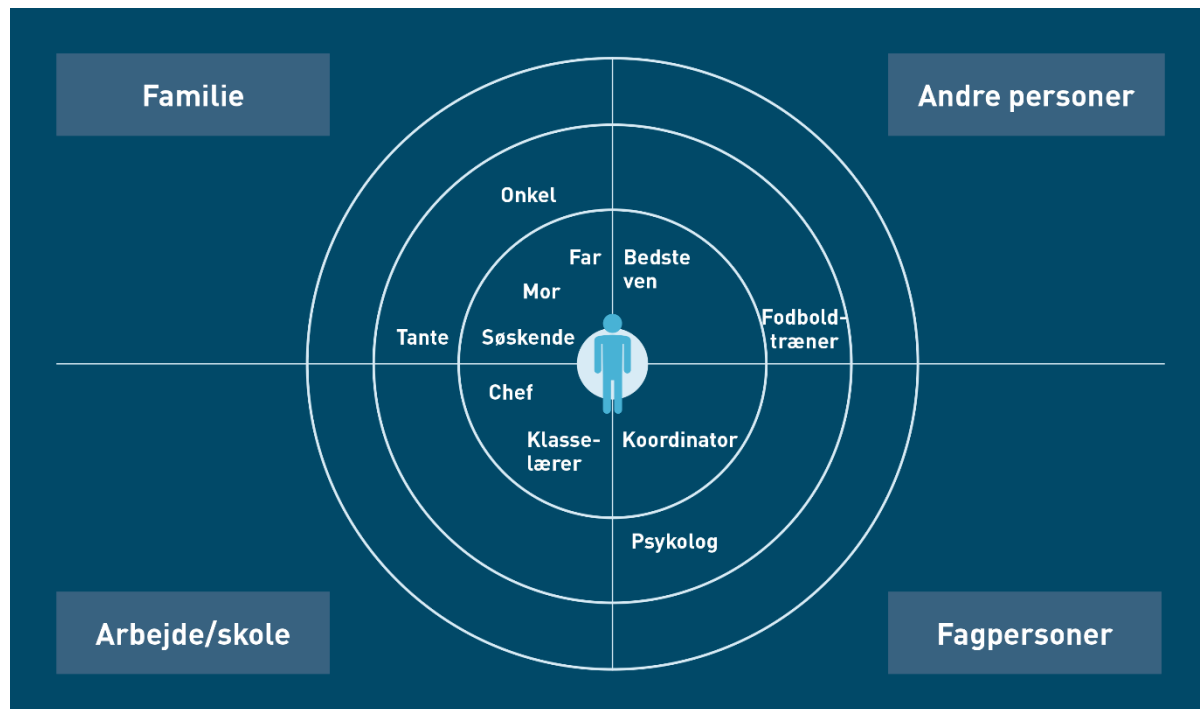 Familie
Andre personer
Onkel
Far
Bedste
ven
Mor
Tante
Søskende
Fodbold-
træner
Chef
Klasse-
lærer
Koordinator
Psykolog
Arbejde/skole
Fagpersoner